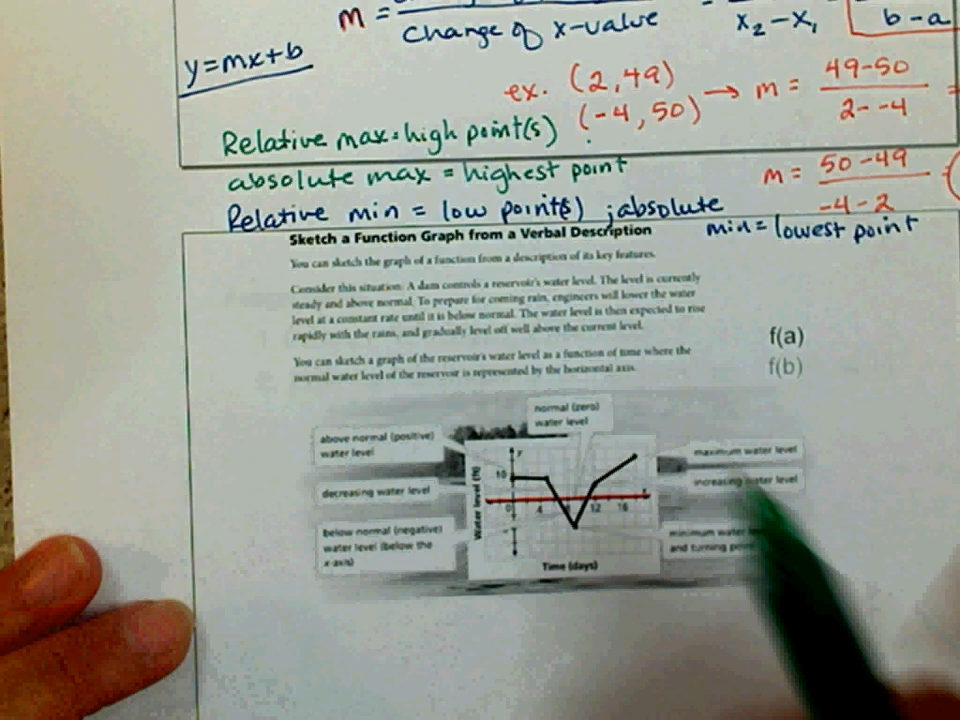 m = change of x-value
x₂-x₁
b-a
y=mx+b
ex. (2,49) → m = 49-50
2--4
=
(-4,50)
Relative max = high point(s)
absolute max = highest point
m = 50-49
-4-2
Relative min = low point(s) ; absolute
min = lowest point
Sketch a Function Graph from a Verbal Description
You can sketch the graph of a function from a description of its key features.
Consider this situation: A dam controls a reservoir's water level. The level is currently
steady and above normal. To prepare for coming rain, engineers will lower the water
level at a constant rate until it is below normal. The water level is then expected to rise
rapidly with the rains, and gradually level off well above the current level.
You can sketch a graph of the reservoir's water level as a function of time where the
normal water level of the reservoir is represented by the horizontal axis.
f(a)
f(b)
normal (zero)
water level
above normal (positive)
water level
decreasing water level
below normal (negative)
water level (below the
x-axis)
maximum water level
increasing water level
minimum water
and turning
Water level (ft)
y
10
0
4
12
16
Time (days)